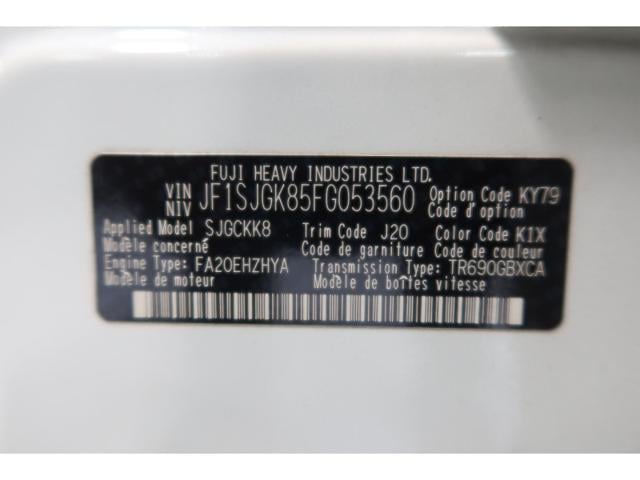 FUJI HEAVY INDUSTRIES LTD.
VIN NIV JF1SJGK85FG053560 Option Code KY79
Code d'option
Applied Model SJGCKK8 Trim Code J20 Color Code K1X
Modèle concerné Code de garniture Code de couleur
Engine Type: FA20EHZHYA Transmission Type: TR690GBXCA
Modèle de moteur Modèle de boîtes vitesse